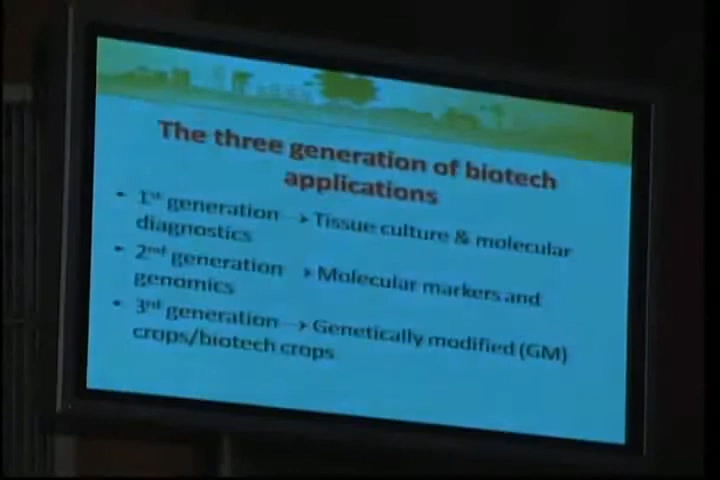 The three generation of biotech
applications
• 1st generation → Tissue culture & molecular
diagnostics
• 2nd generation → Molecular markers and
genomics
• 3rd generation → Genetically modified (GM)
crops/biotech crops